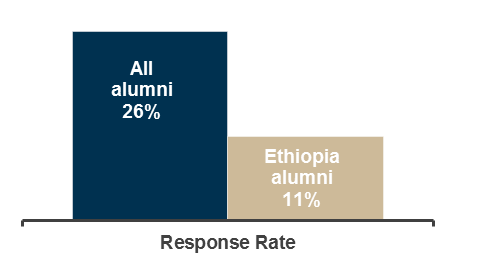 All
alumni
26%
Ethiopia
alumni
11%
Response Rate